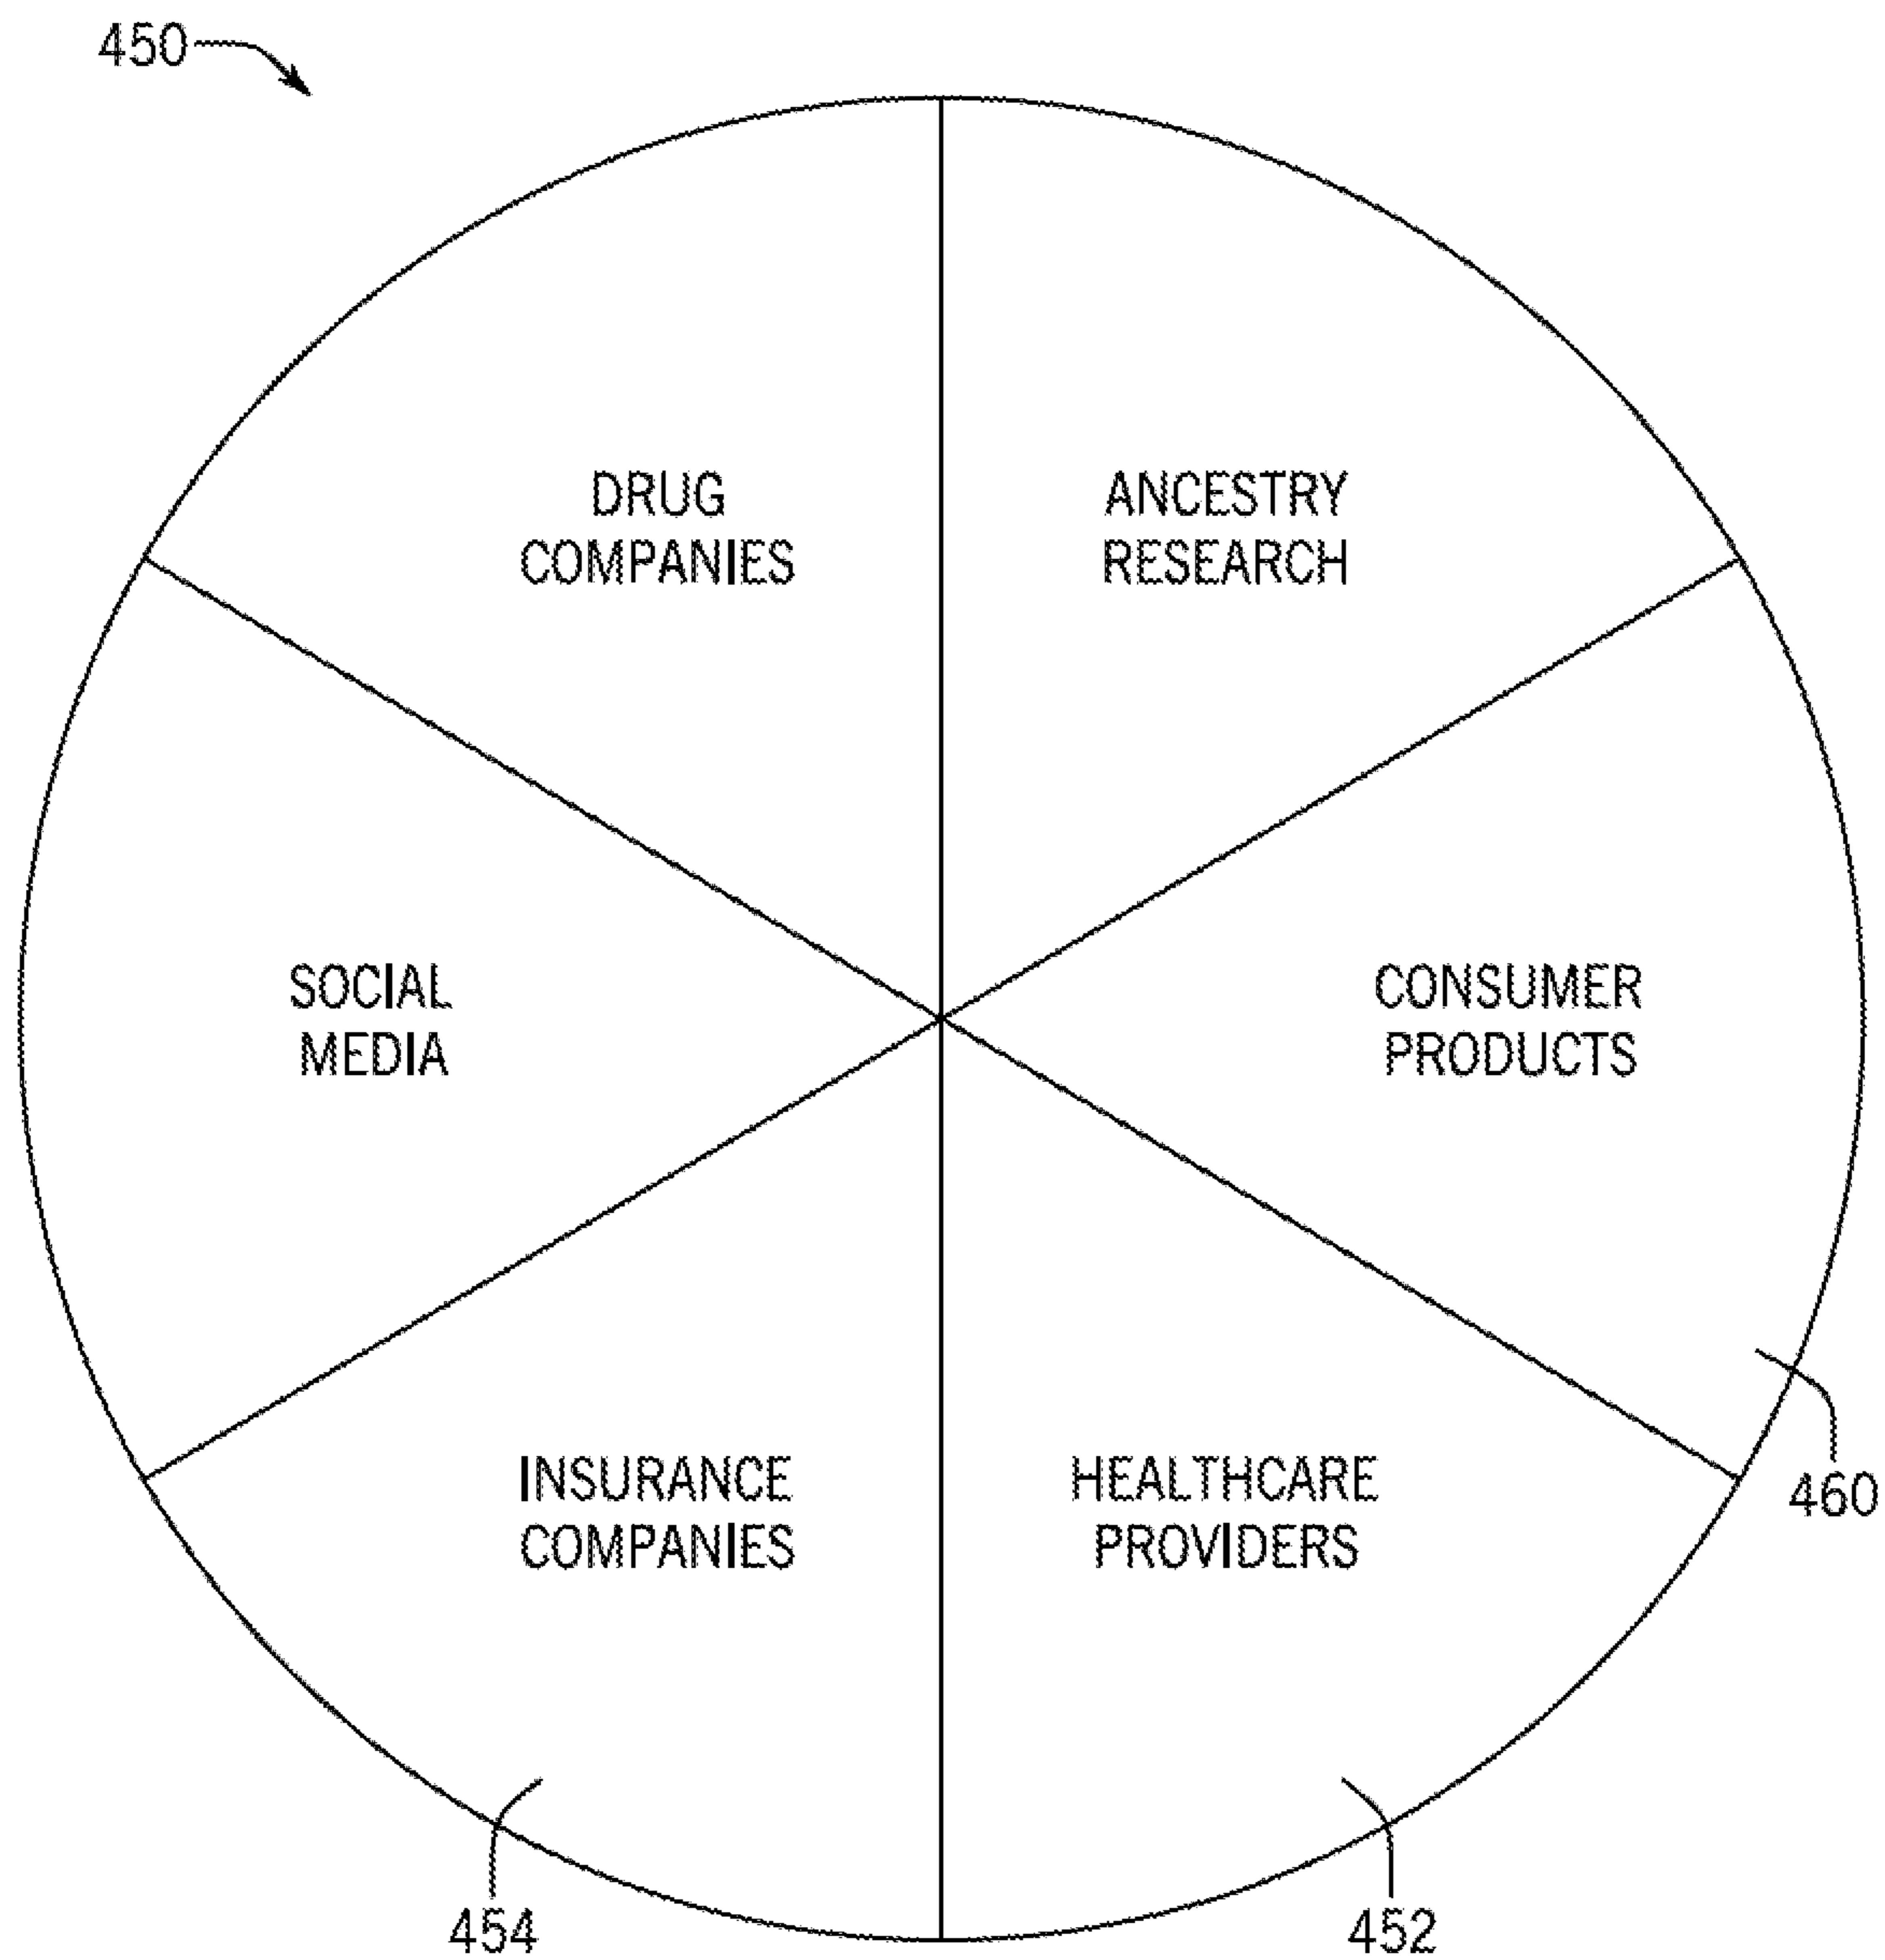 450
DRUG
COMPANIES
ANCESTRY
RESEARCH
SOCIAL
MEDIA
CONSUMER
PRODUCTS
INSURANCE
COMPANIES
HEALTHCARE
PROVIDERS
460
454
452